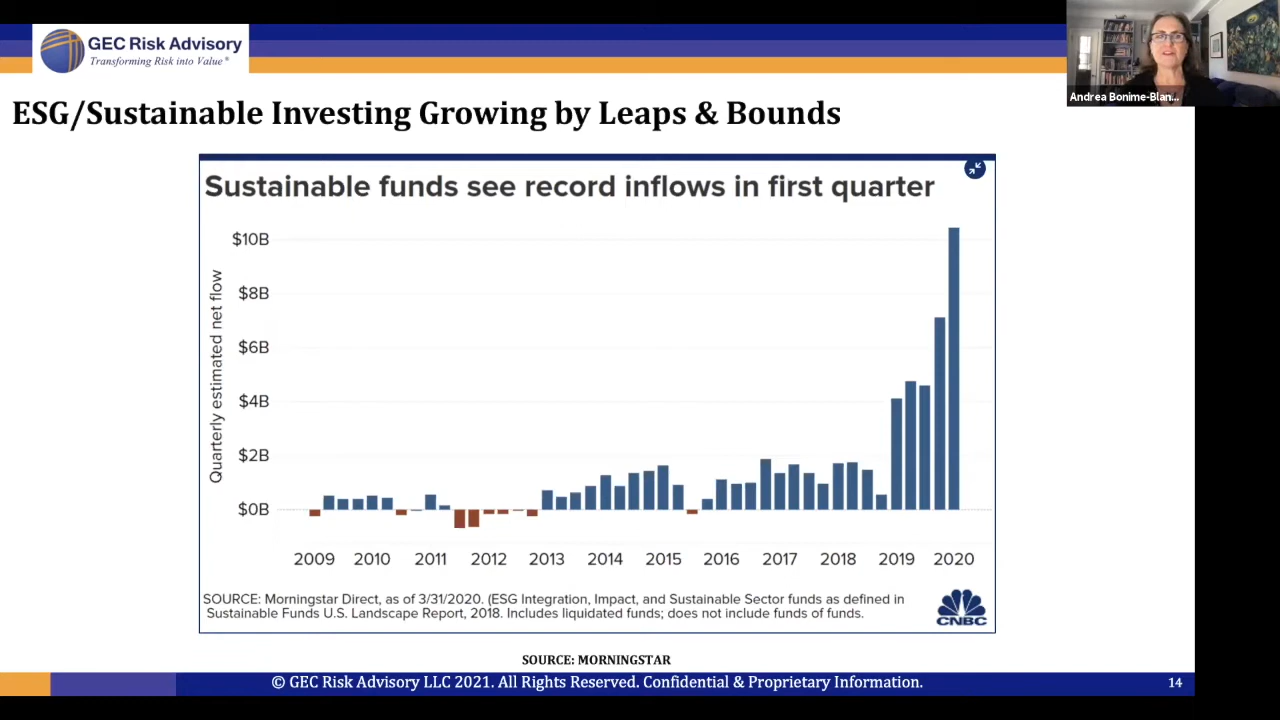 GEC Risk Advisory
Transforming Risk into Value®
Andrea Bonime-Blan...
ESG/Sustainable Investing Growing by Leaps & Bounds
Sustainable funds see record inflows in first quarter
Quarterly estimated net flow
$10B
$8B
$6B
$4B
$2B
$0B
2009 2010 2011 2012 2013 2014 2015 2016 2017 2018 2019 2020
SOURCE: Morningstar Direct, as of 3/31/2020. (ESG Integration, Impact, and Sustainable Sector funds as defined in
Sustainable Funds U.S. Landscape Report, 2018. Includes liquidated funds; does not include funds of funds.
CNBC
SOURCE: MORNINGSTAR
© GEC Risk Advisory LLC 2021. All Rights Reserved. Confidential & Proprietary Information.
14